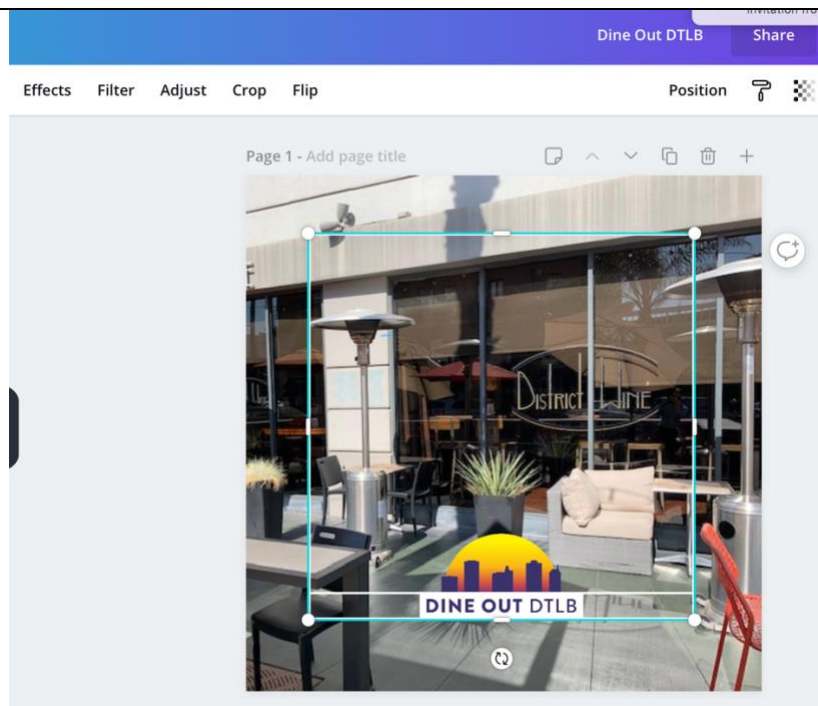 Dine Out DTLB Share
Effects Filter Adjust Crop Flip Position
Page 1 - Add page title
DISTRICT WINE
DINE OUT DTLB